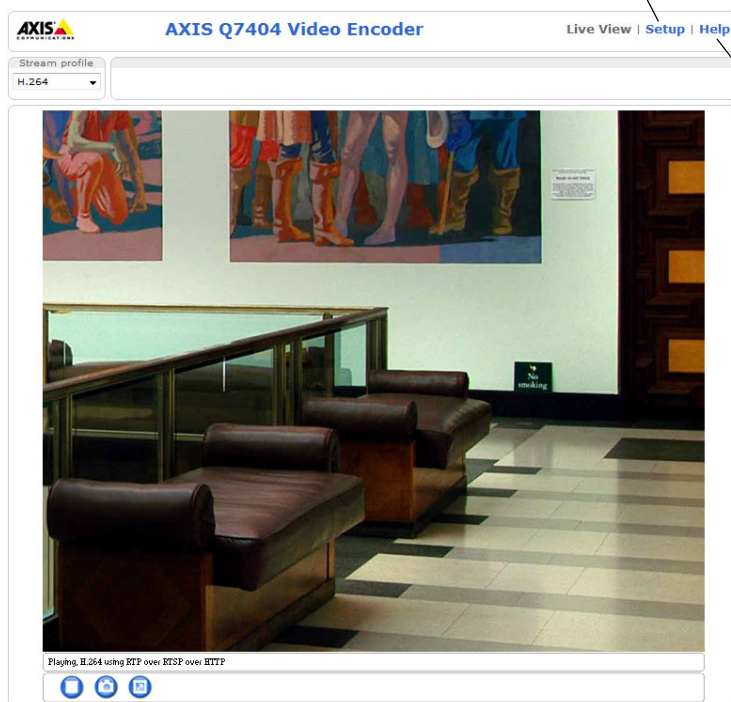 AXIS
COMMUNICATIONS
AXIS Q7404 Video Encoder
Live View | Setup | Help
Stream profile
H.264
No
smoking
Playing, H.264 using RTP over RTSP over HTTP